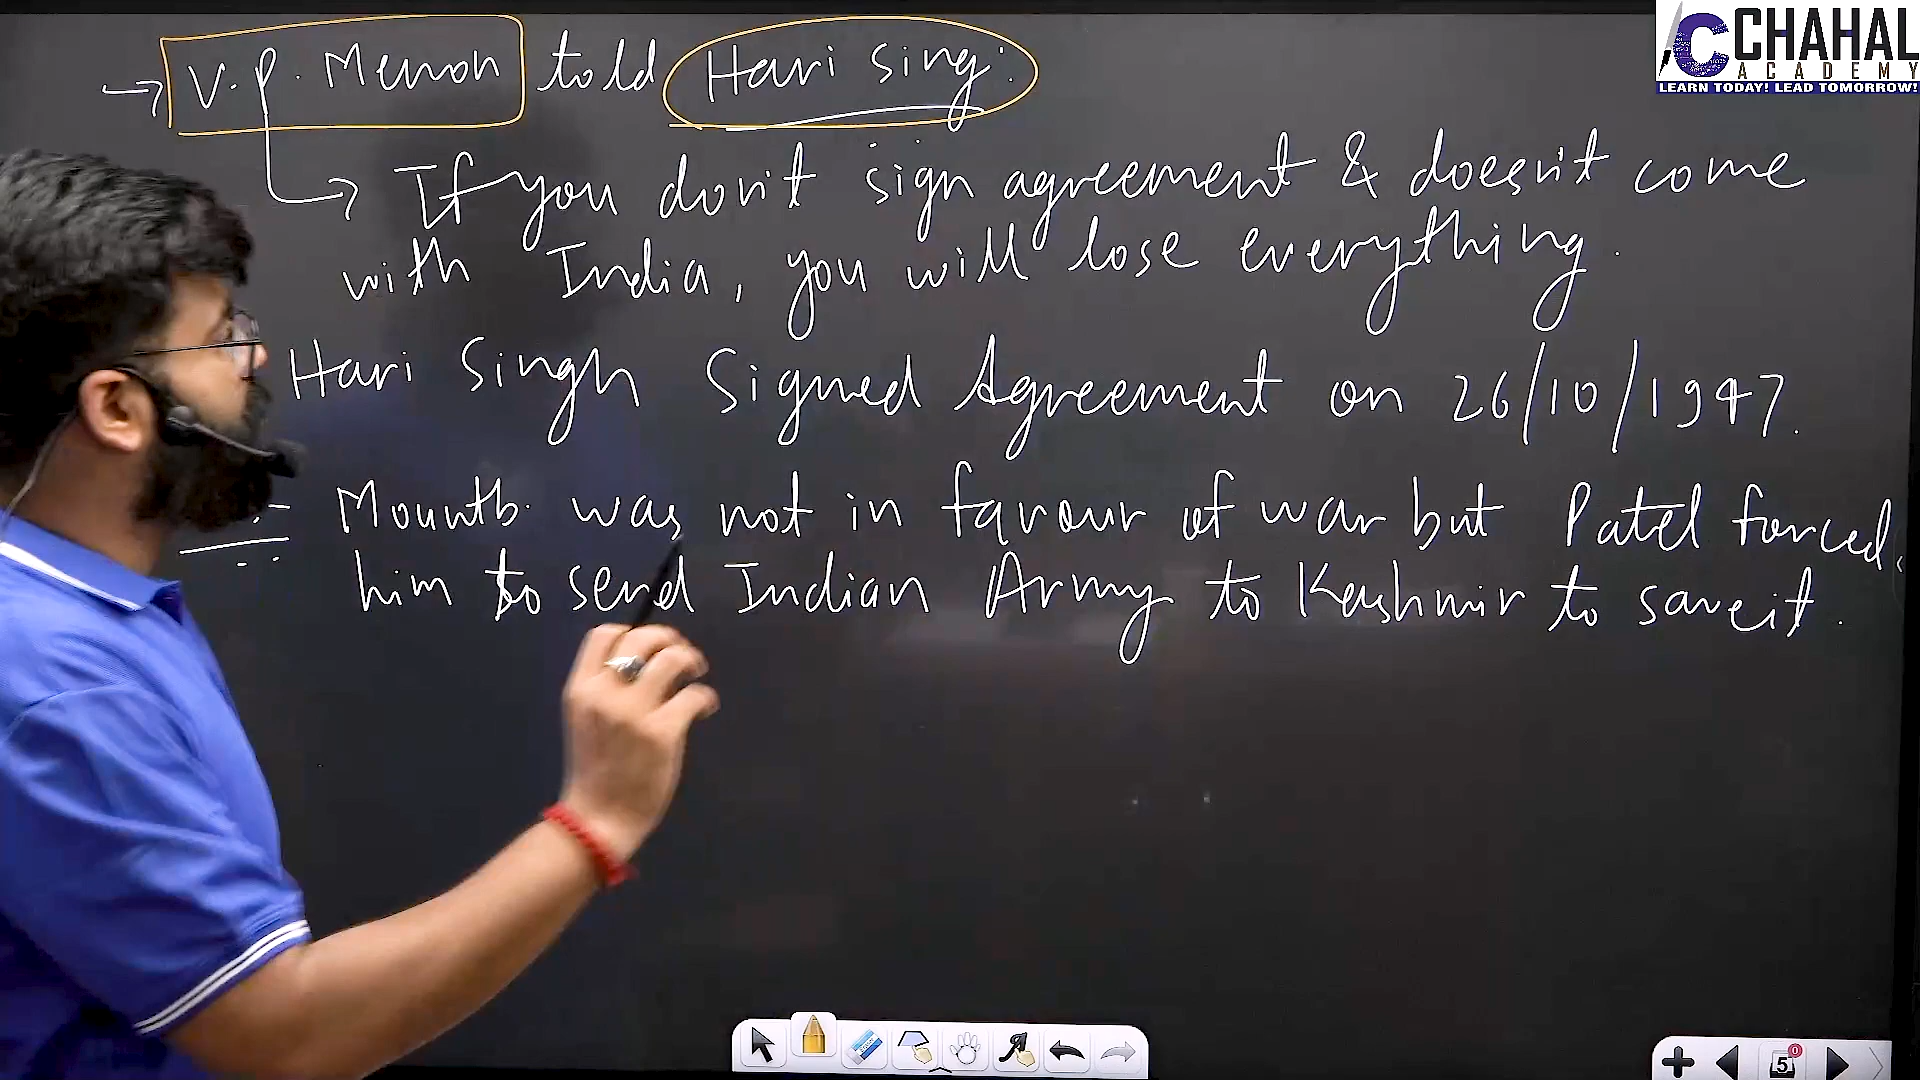 CHAHAL
ACADEMY
LEARN TODAY! LEAD TOMORROW!
→ V.P. Menon told Hari Sing:
→ If you don't sign agreement & doesn't come
with India, you will lose everything.
Hari Singh Signed Agreement on 26/10/1947.
Mountb. was not in favour of war but Patel forced
him to send Indian Army to Kashmir to save it.
5
0